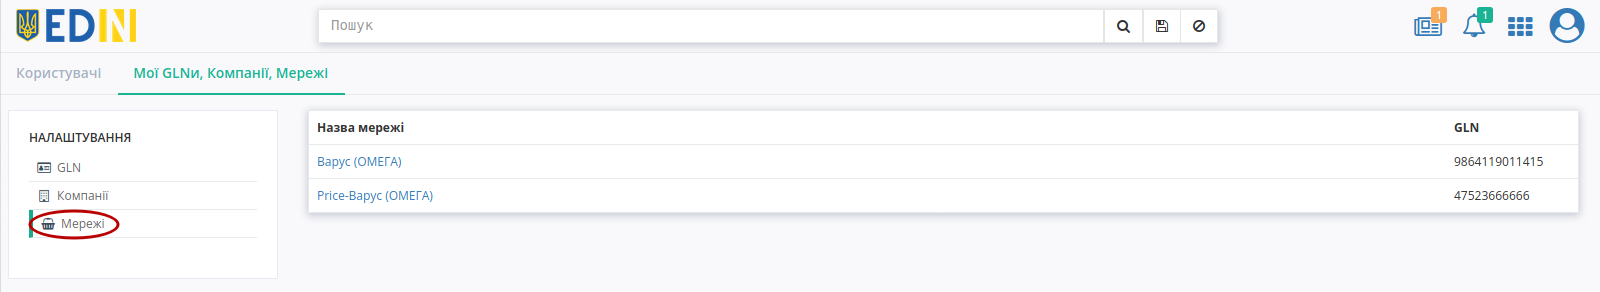 EDIN
Пошук
1
1
Користувачі
Мої GLNи, Компанії, Мережі
НАЛАШТУВАННЯ
GLN
Компанії
Мережі
Назва мережі GLN
Варус (ОМЕГА) 9864119011415
Price-Варус (ОМЕГА) 47523666666